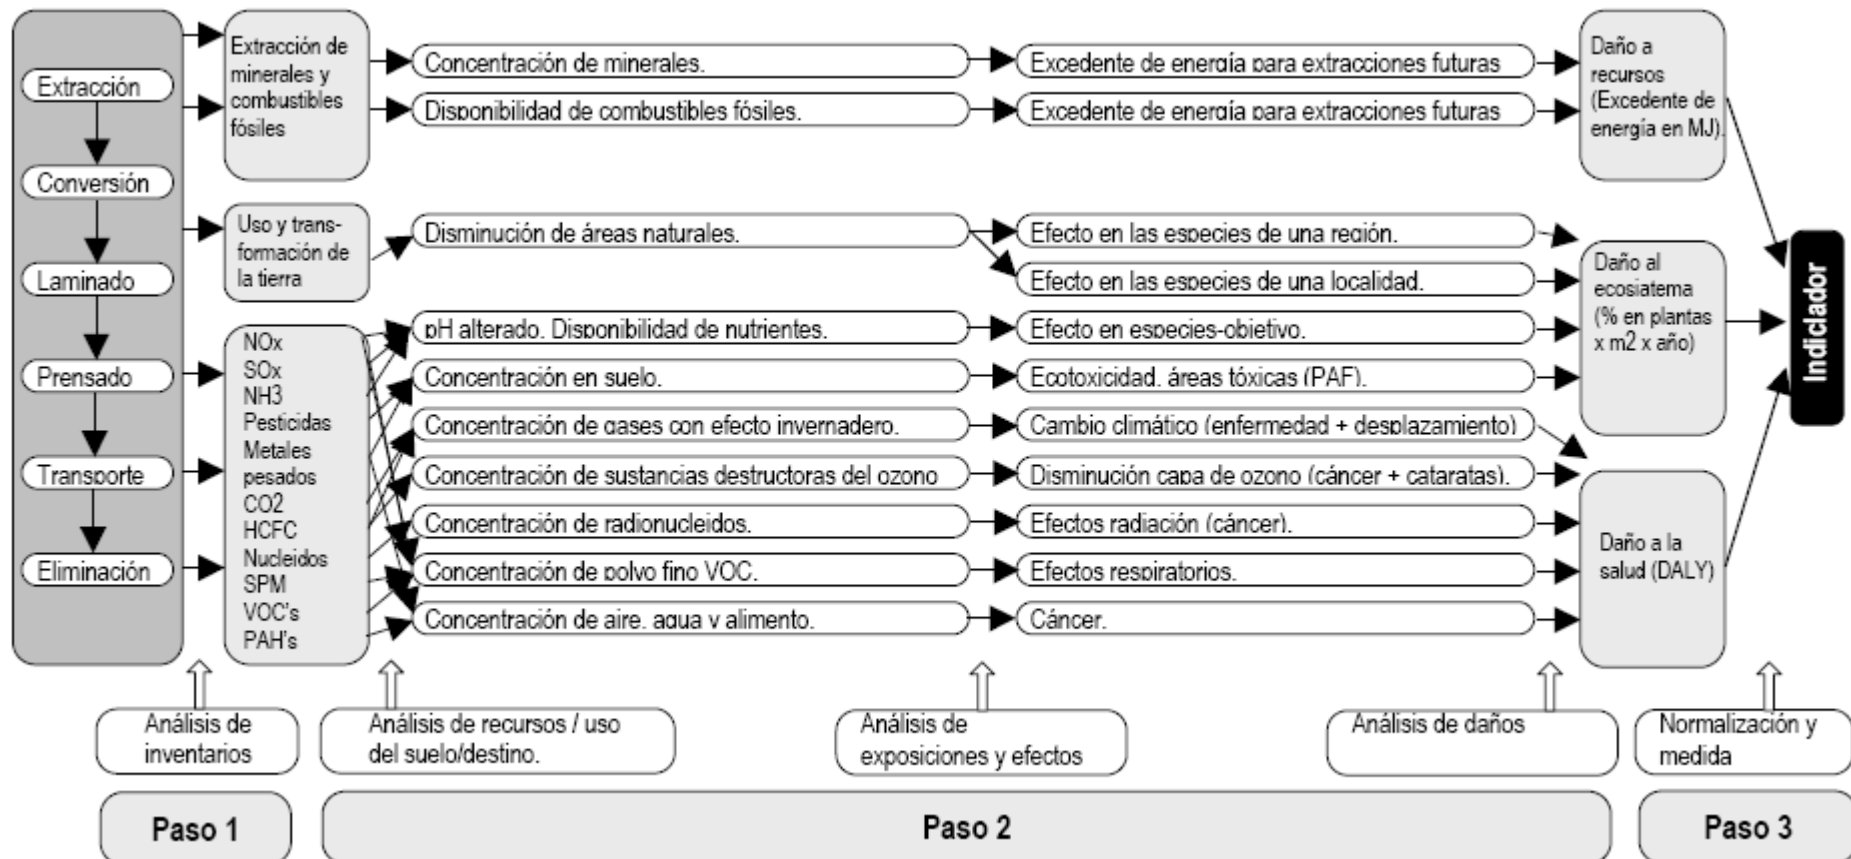 Extracción
Conversión
Laminado
Prensado
Transporte
Eliminación
Extracción de
minerales y
combustibles
fósiles
Uso y trans-
formación de
la tierra
NOx
SOx
NH3
Pesticidas
Metales
pesados
CO2
HCFC
Nucleidos
SPM
VOC's
PAH's
Concentración de minerales.
Disponibilidad de combustibles fósiles.
Disminución de áreas naturales.
pH alterado. Disponibilidad de nutrientes.
Concentración en suelo.
Concentración de gases con efecto invernadero.
Concentración de sustancias destructoras del ozono
Concentración de radionucleidos.
Concentración de polvo fino VOC.
Concentración de aire, agua y alimento.
Excedente de energía para extracciones futuras
Excedente de energía para extracciones futuras
Efecto en las especies de una región.
Efecto en las especies de una localidad.
Efecto en especies-objetivo.
Ecotoxicidad, áreas tóxicas (PAF).
Cambio climático (enfermedad + desplazamiento)
Disminución capa de ozono (cáncer + cataratas).
Efectos radiación (cáncer).
Efectos respiratorios.
Cáncer.
Daño a
recursos
(Excedente de
energía en MJ).
Daño al
ecosiatema
(% en plantas
x m2 x año)
Daño a la
salud (DALY)
Indiclador
Análisis de
inventarios
Análisis de recursos / uso
del suelo/destino.
Análisis de
exposiciones y efectos
Análisis de daños
Normalización y
medida
Paso 1
Paso 2
Paso 3